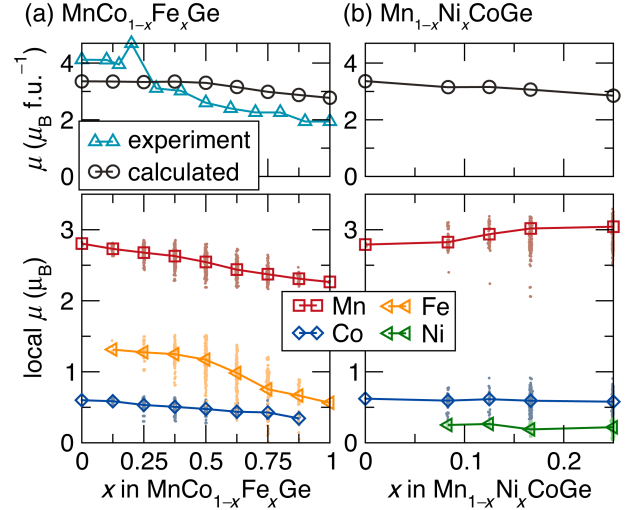 (a) MnCo1-xFexGe
(b) Mn1-xNixCoGe
μ (μB f.u.⁻¹)
4
2
0
experiment
calculated
4
2
0
local μ (μB)
3
2
1
0
Mn
Fe
Co
Ni
3
2
1
0
0
0.25
0.5
0.75
1
0
0.1
0.2
x in MnCo1-xFexGe
x in Mn1-xNixCoGe